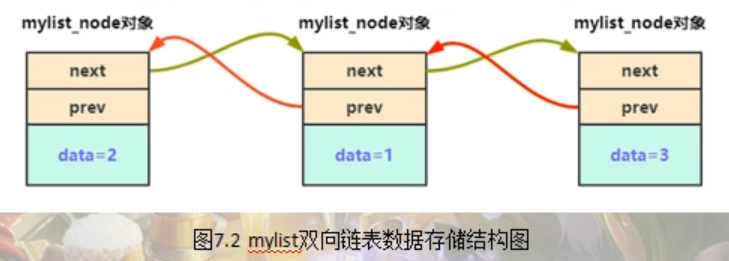 mylist_node对象 mylist_node对象 mylist_node对象
next next next
prev prev prev
data=2 data=1 data=3
图7.2 mylist双向链表数据存储结构图